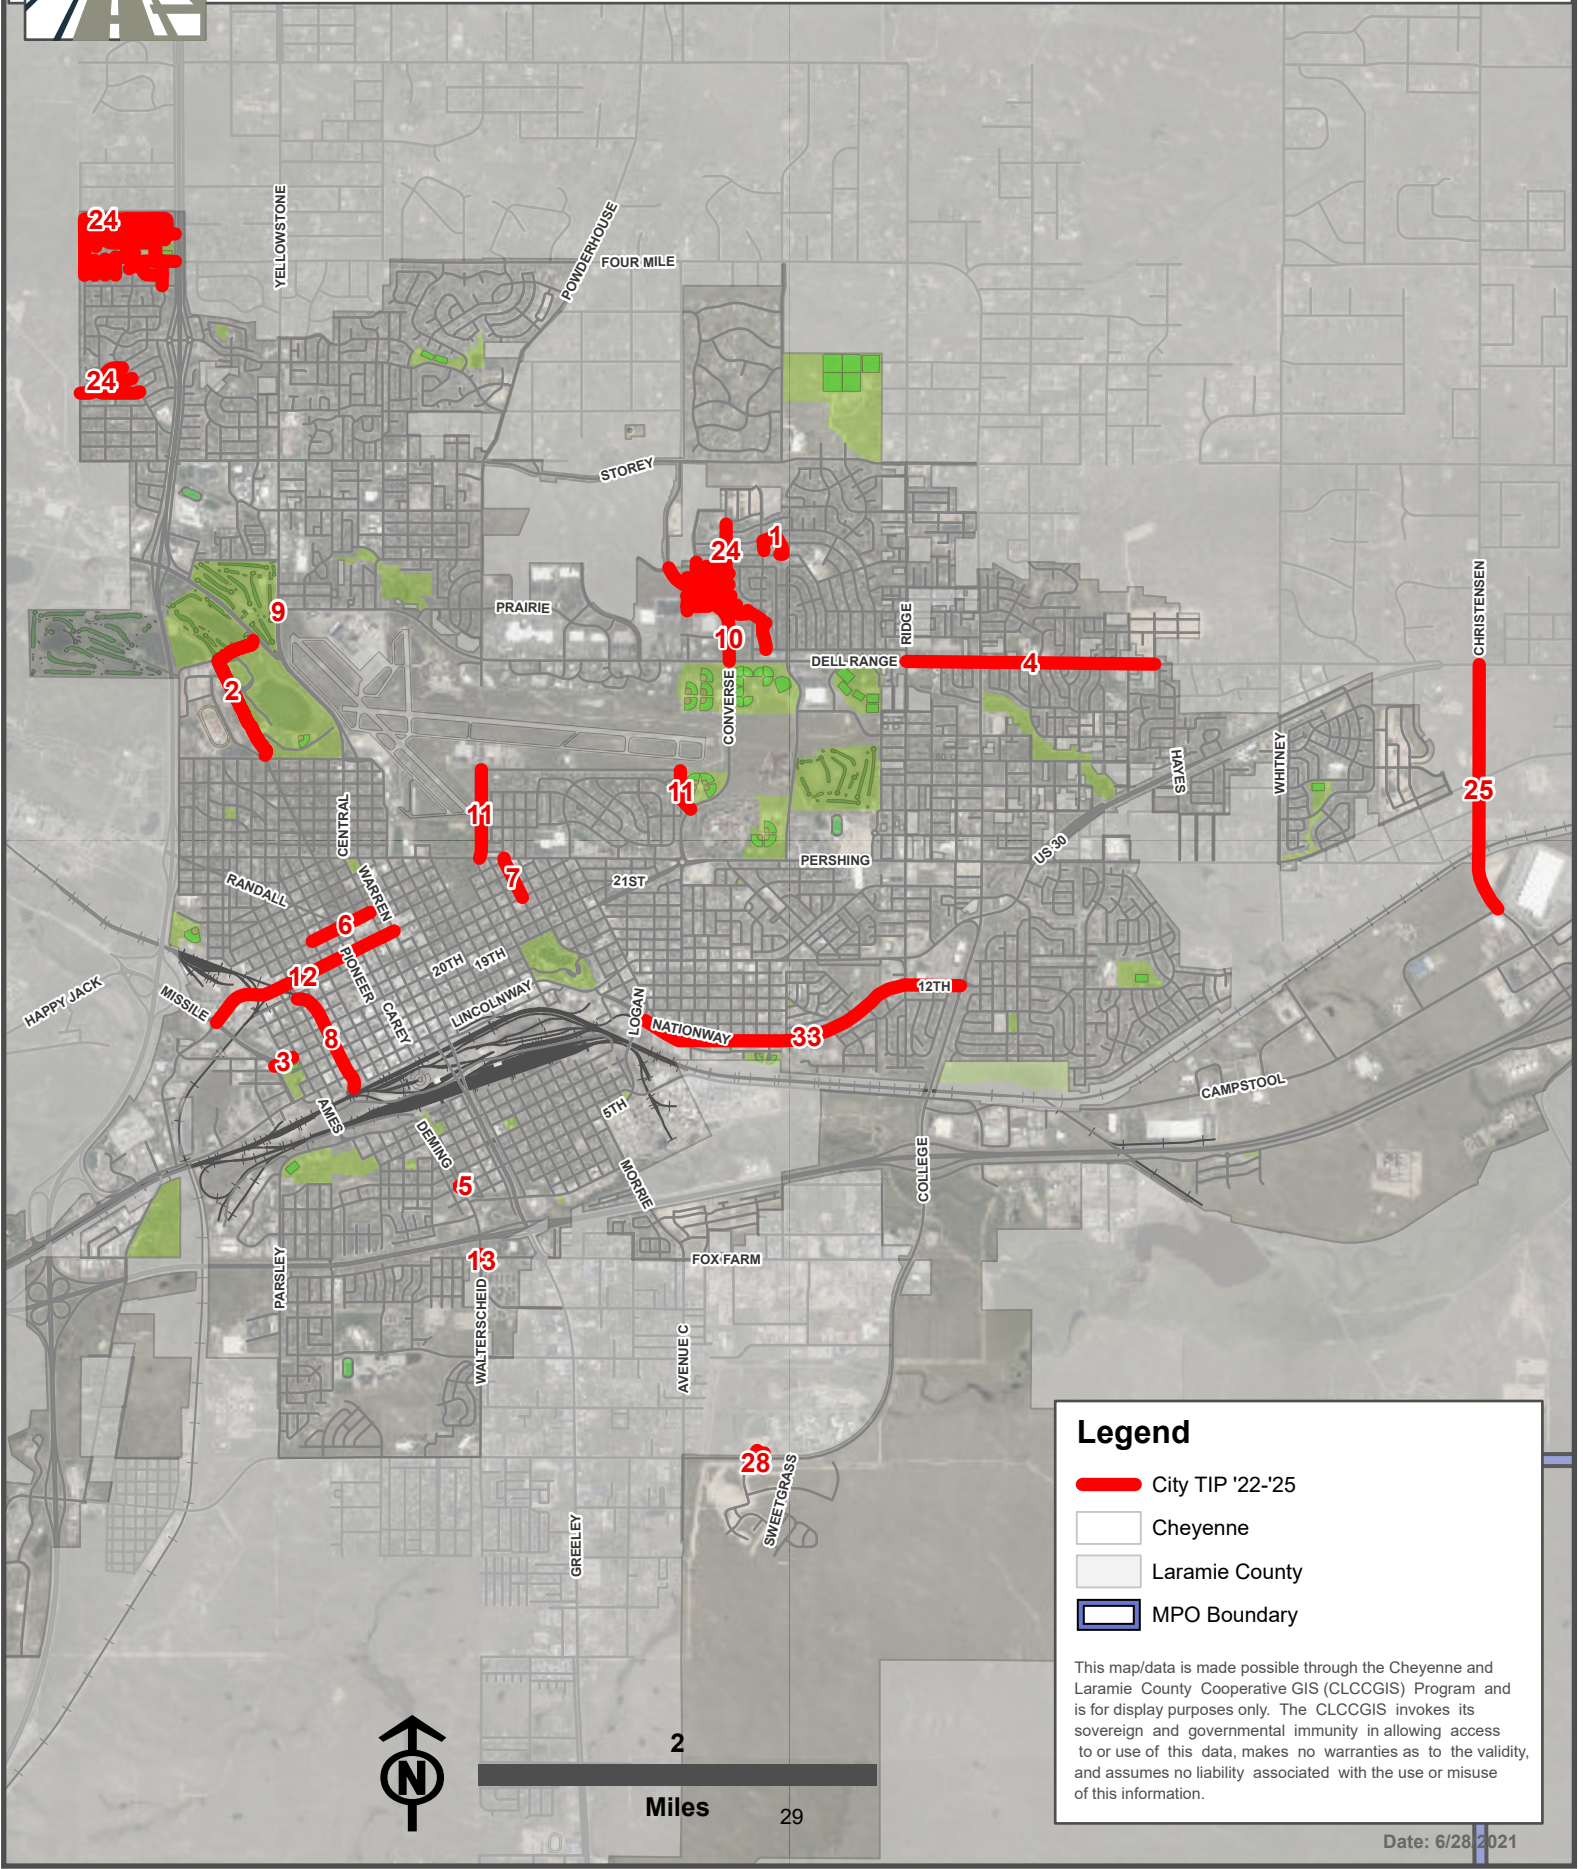 24
YELLOWSTONE
POWDERHOUSE
FOUR MILE
24
STOREY
1
24
CHRISTENSEN
PRAIRIE
9
RIDGE
10
DELL RANGE
4
2
CONVERSE
HAYES
WHITNEY
11
25
CENTRAL
11
US 30
PERSHING
7
21ST
RANDALL
WARREN
6
20TH
19TH
12
PIONEER
12TH
HAPPY JACK
MISSILE
CAREY
LINCOLNWAY
LOGAN
NATIONWAY
33
8
3
CAMPSTOOL
AMES
5TH
DEMING
COLLEGE
5
MORRIE
13
FOX FARM
PARSLEY
WALTERSCHEID
AVENUE C
28
SWEETGRASS
GREELEY
Legend
City TIP '22-'25
Cheyenne
Laramie County
MPO Boundary
This map/data is made possible through the Cheyenne and
Laramie County Cooperative GIS (CLCCGIS) Program and
is for display purposes only. The CLCCGIS invokes its
sovereign and governmental immunity in allowing access
to or use of this data, makes no warranties as to the validity,
and assumes no liability associated with the use or misuse
of this information.
N
2
Miles
29
0
Date: 6/28/2021